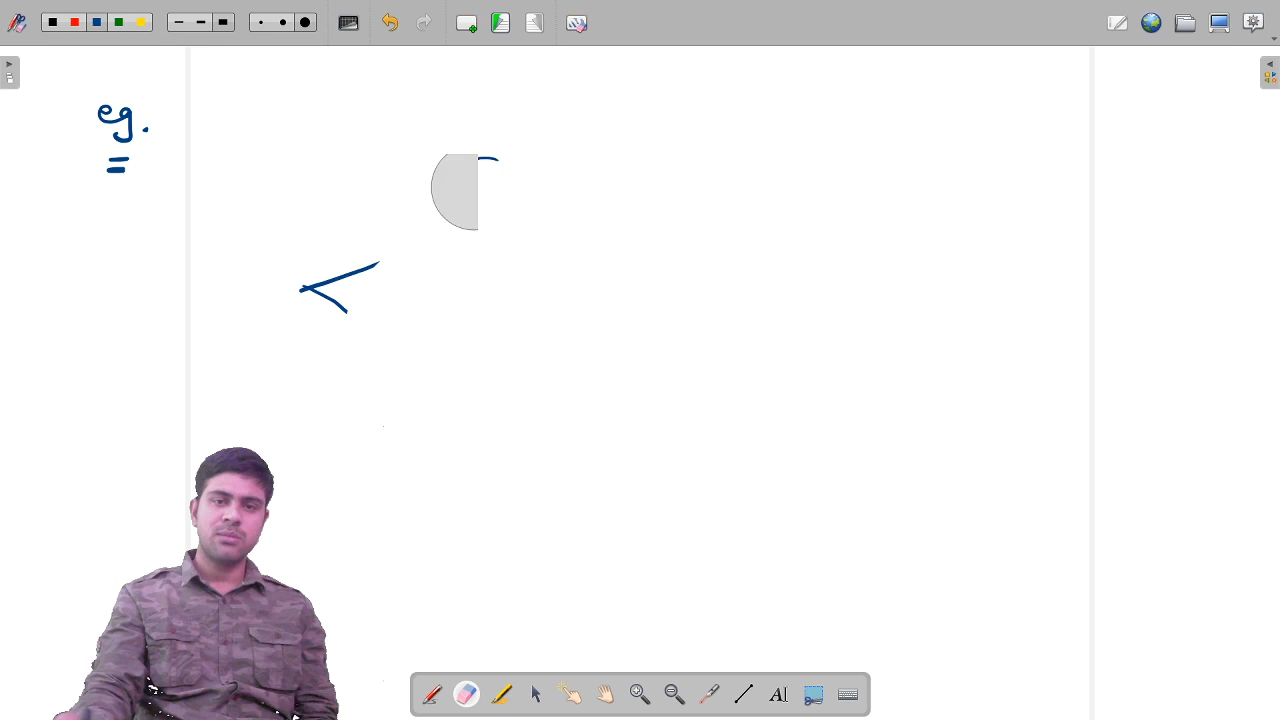 eg.
=
<